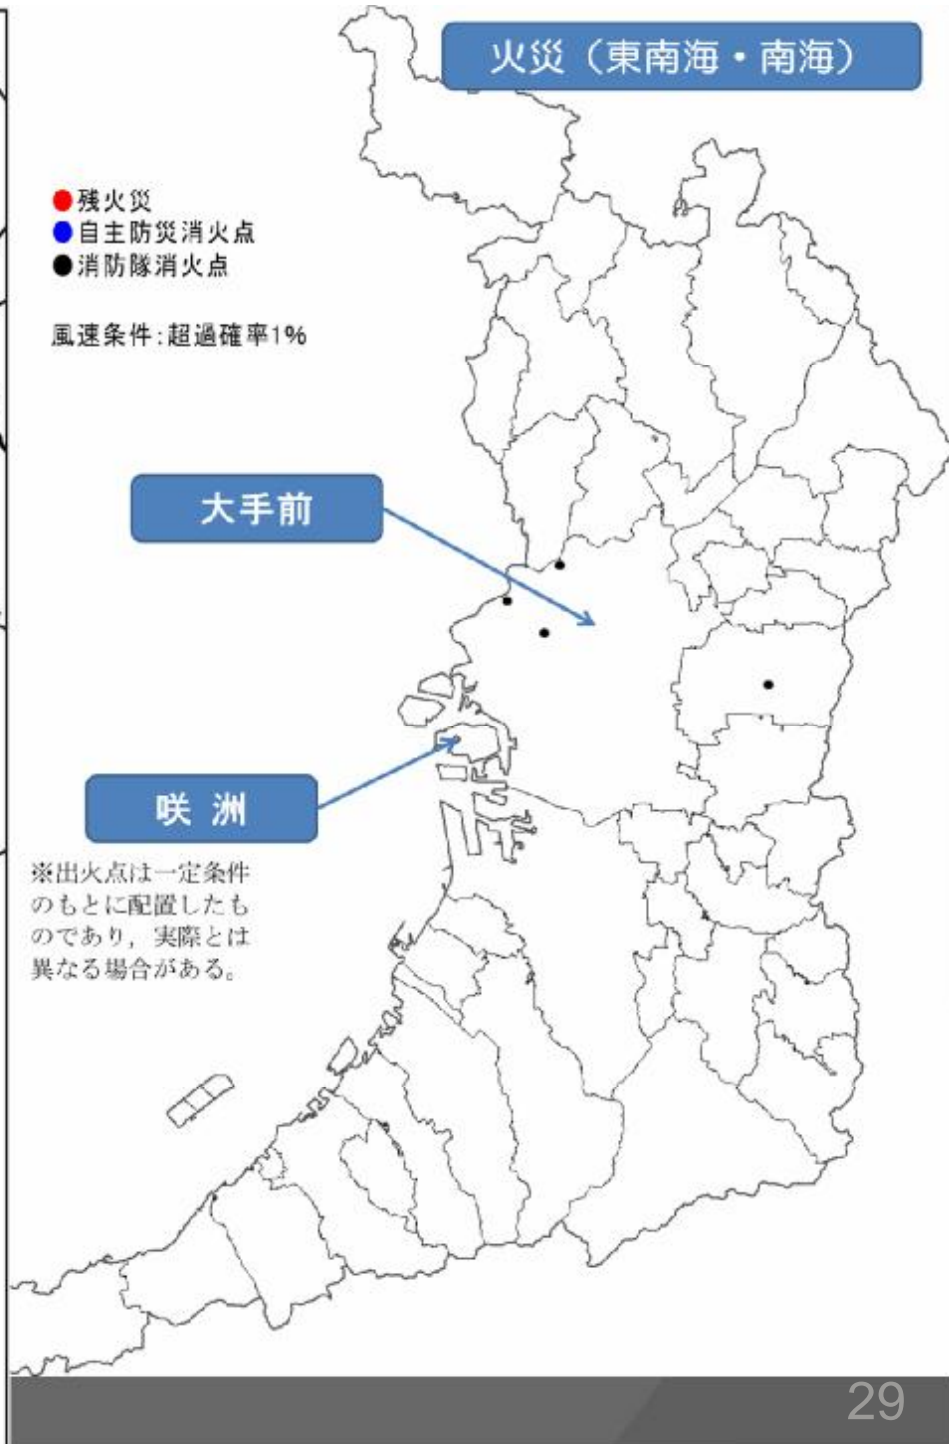 火災（東南海・南海）
●残火災
●自主防災消火点
●消防隊消火点
風速条件:超過確率1%
大手前
咲 洲
※出火点は一定条件
のもとに配置したも
のであり，実際とは
異なる場合がある。
29